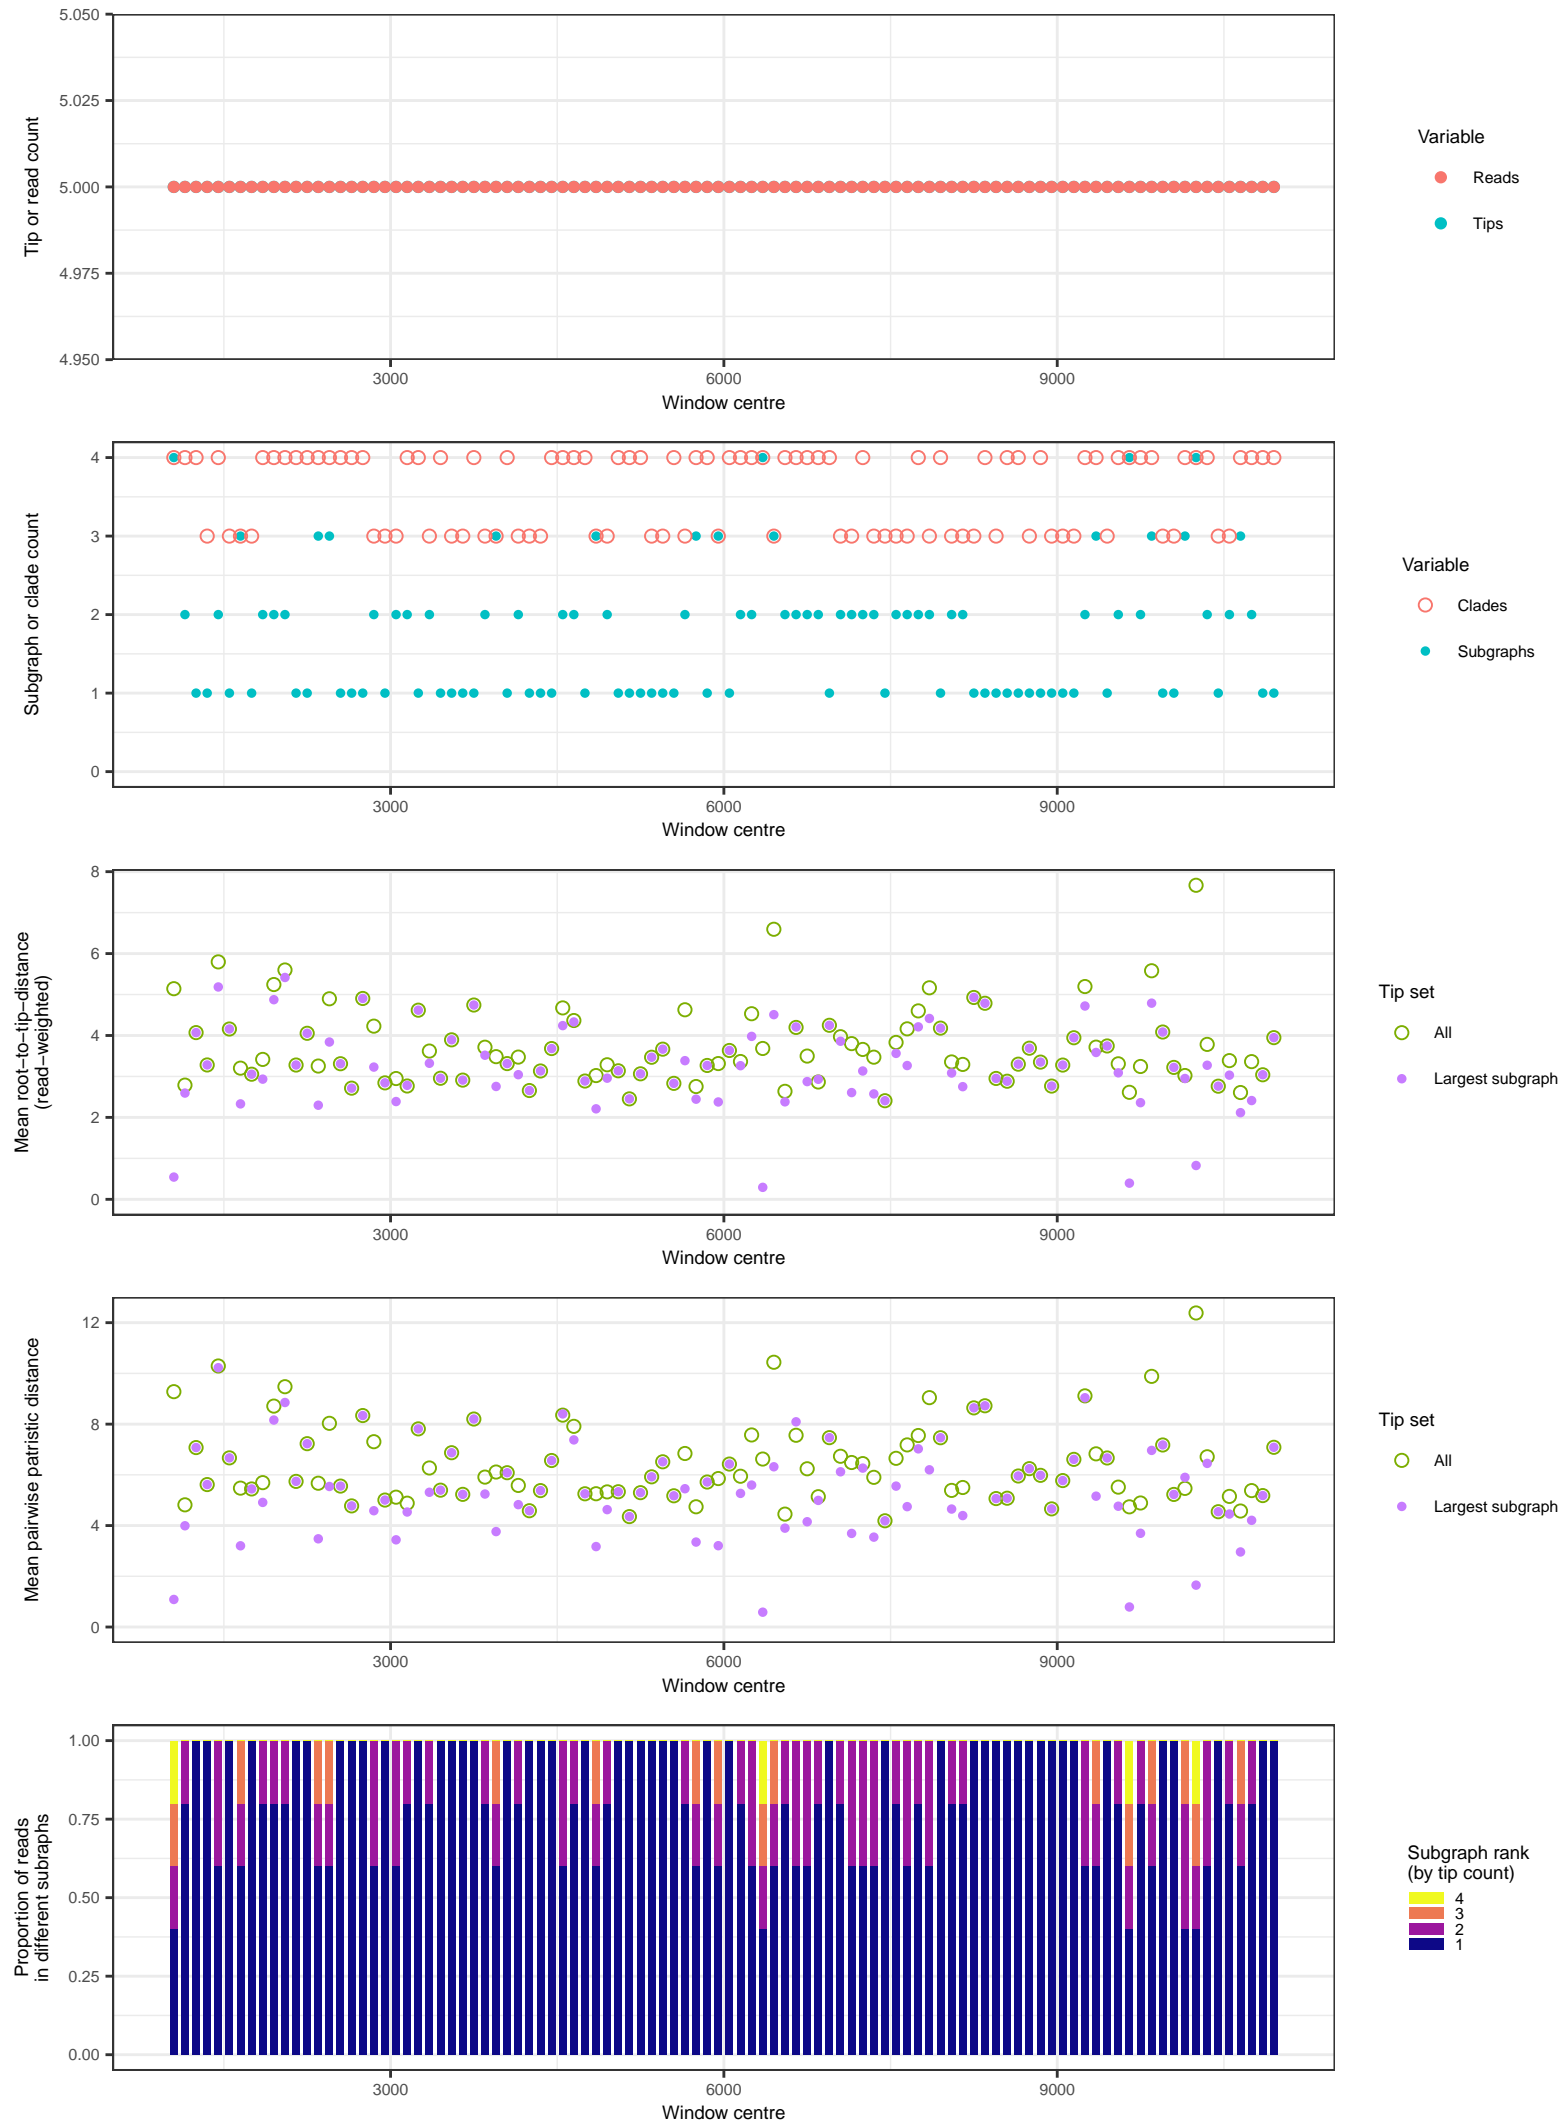 5.050
5.025
5.000
4.975
4.950
Tip or read count
3000
6000
9000
Window centre
Variable
Reads
Tips
4
3
2
1
0
Subgraph or clade count
3000
6000
9000
Window centre
Variable
Clades
Subgraphs
8
6
4
2
0
Mean root−to−tip−distance
(read−weighted)
3000
6000
9000
Window centre
Tip set
All
Largest subgraph
12
8
4
0
Mean pairwise patristic distance
3000
6000
9000
Window centre
Tip set
All
Largest subgraph
1.00
0.75
0.50
0.25
0.00
Proportion of reads
in different subraphs
3000
6000
9000
Window centre
Subgraph rank
(by tip count)
4
3
2
1